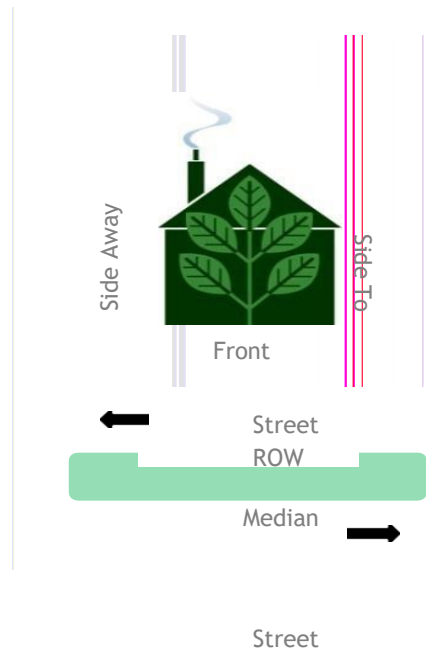 Side Away
Side To
Front
Street
ROW
Median
Street